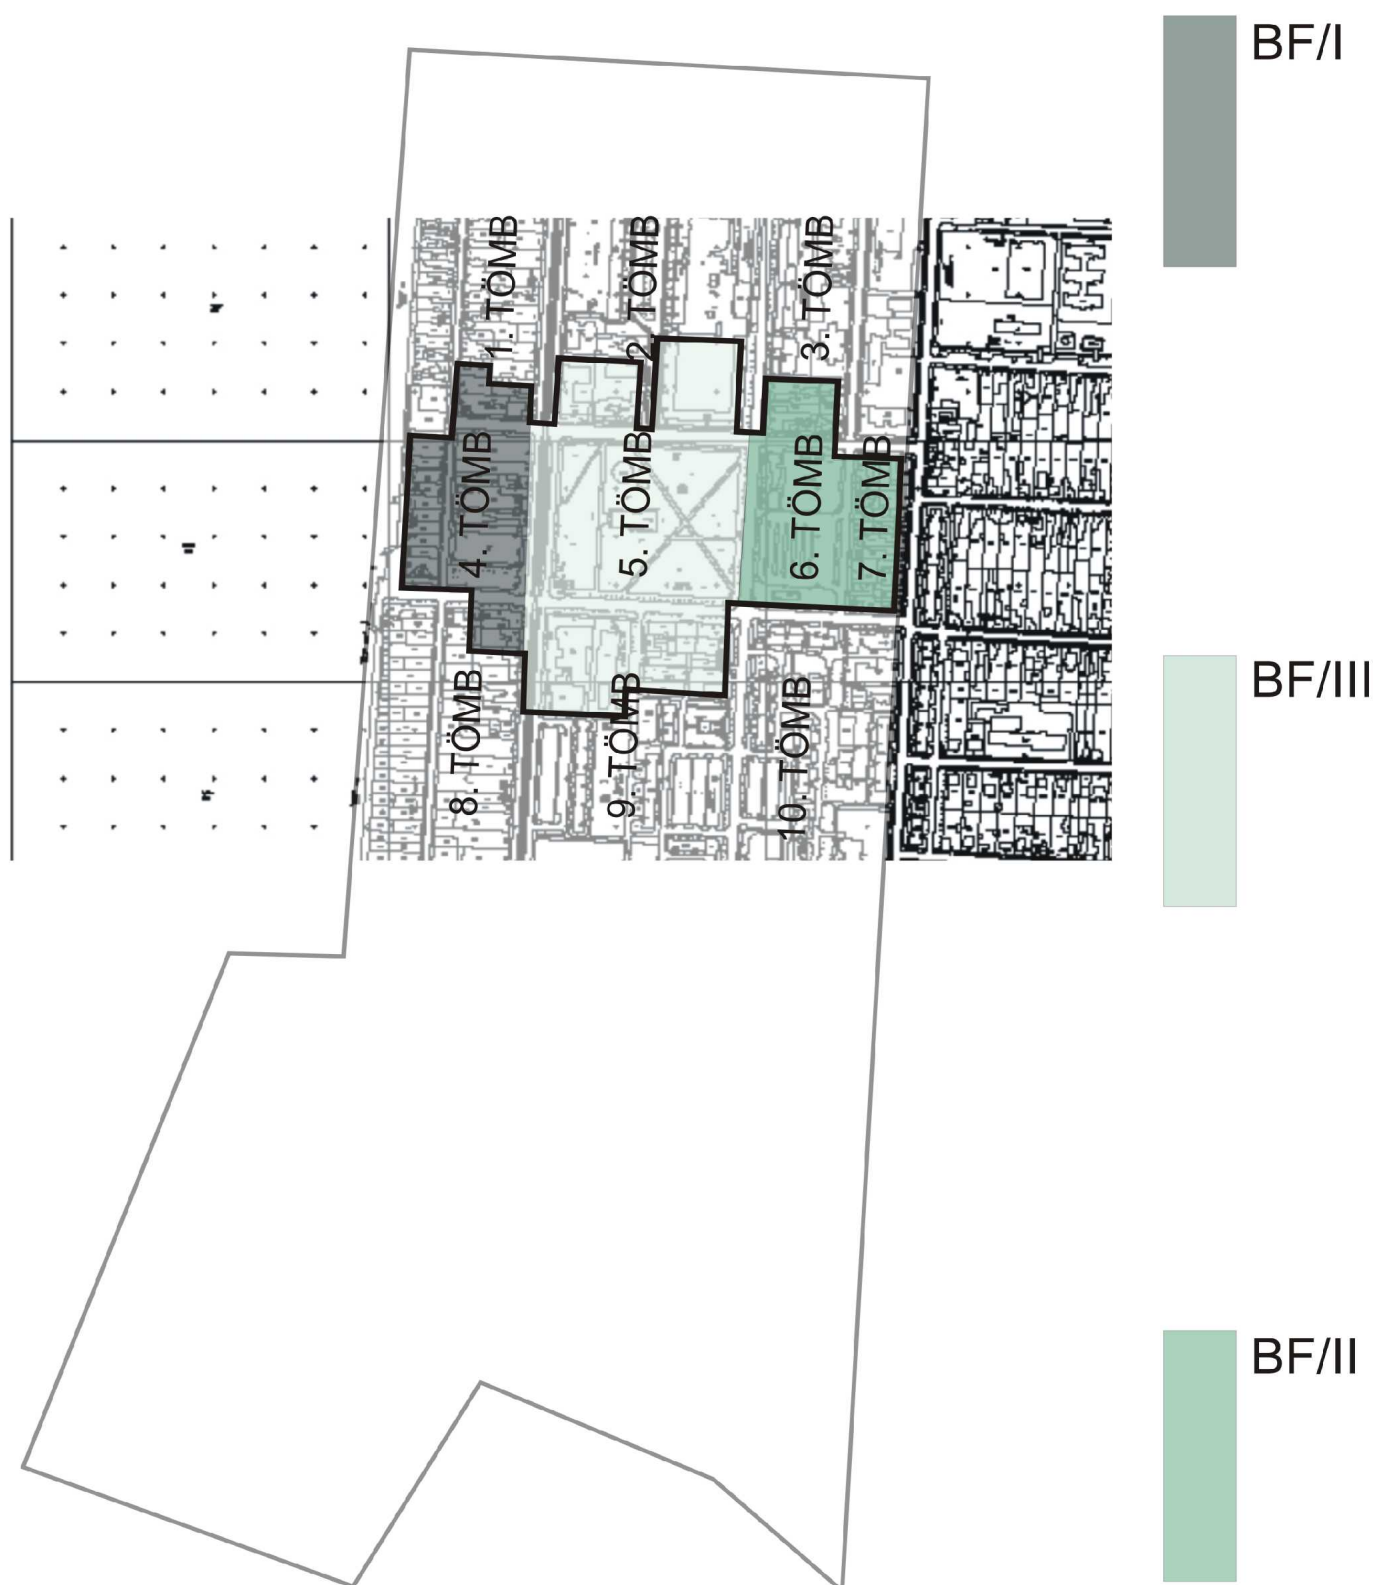 BF/I
1. TÖMB
2. TÖMB
3. TÖMB
4. TÖMB
5. TÖMB
6. TÖMB
7. TÖMB
BF/III
8. TÖMB
9. TÖMB
10. TÖMB
BF/II